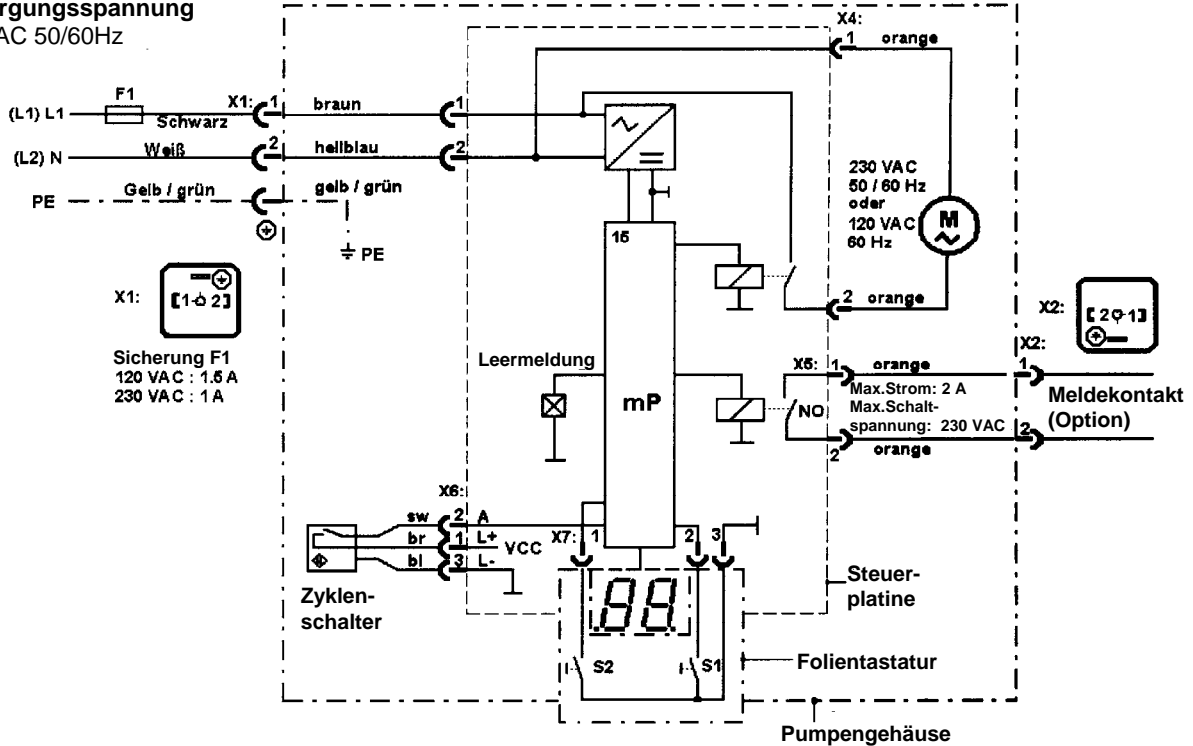 rgungsspannung
AC 50/60Hz
X4:
1
orange
F1
X1:
1
braun
1
(L1) L1
Schwarz
(L2) N
Weiß
2
hellblau
2
PE
Gelb / grün
gelb / grün
PE
230 VAC
50 / 60 Hz
oder
120 VAC
60 Hz
M
15
X1:
[1 2]
2
orange
X2:
[ 2 1]
Sicherung F1
120 VAC : 1.5 A
230 VAC : 1 A
Leermeldung
mP
X5:
1
orange
X2:
1
NO
Max.Strom: 2 A
Max.Schalt-
spannung: 230 VAC
Meldekontakt
(Option)
2
orange
2
X6:
sw
2
A
br
1
L+
VCC
bl
3
L-
X7:
1
2
3
Zyklen-
schalter
88
Steuer-
platine
S2
S1
Folientastatur
Pumpengehäuse